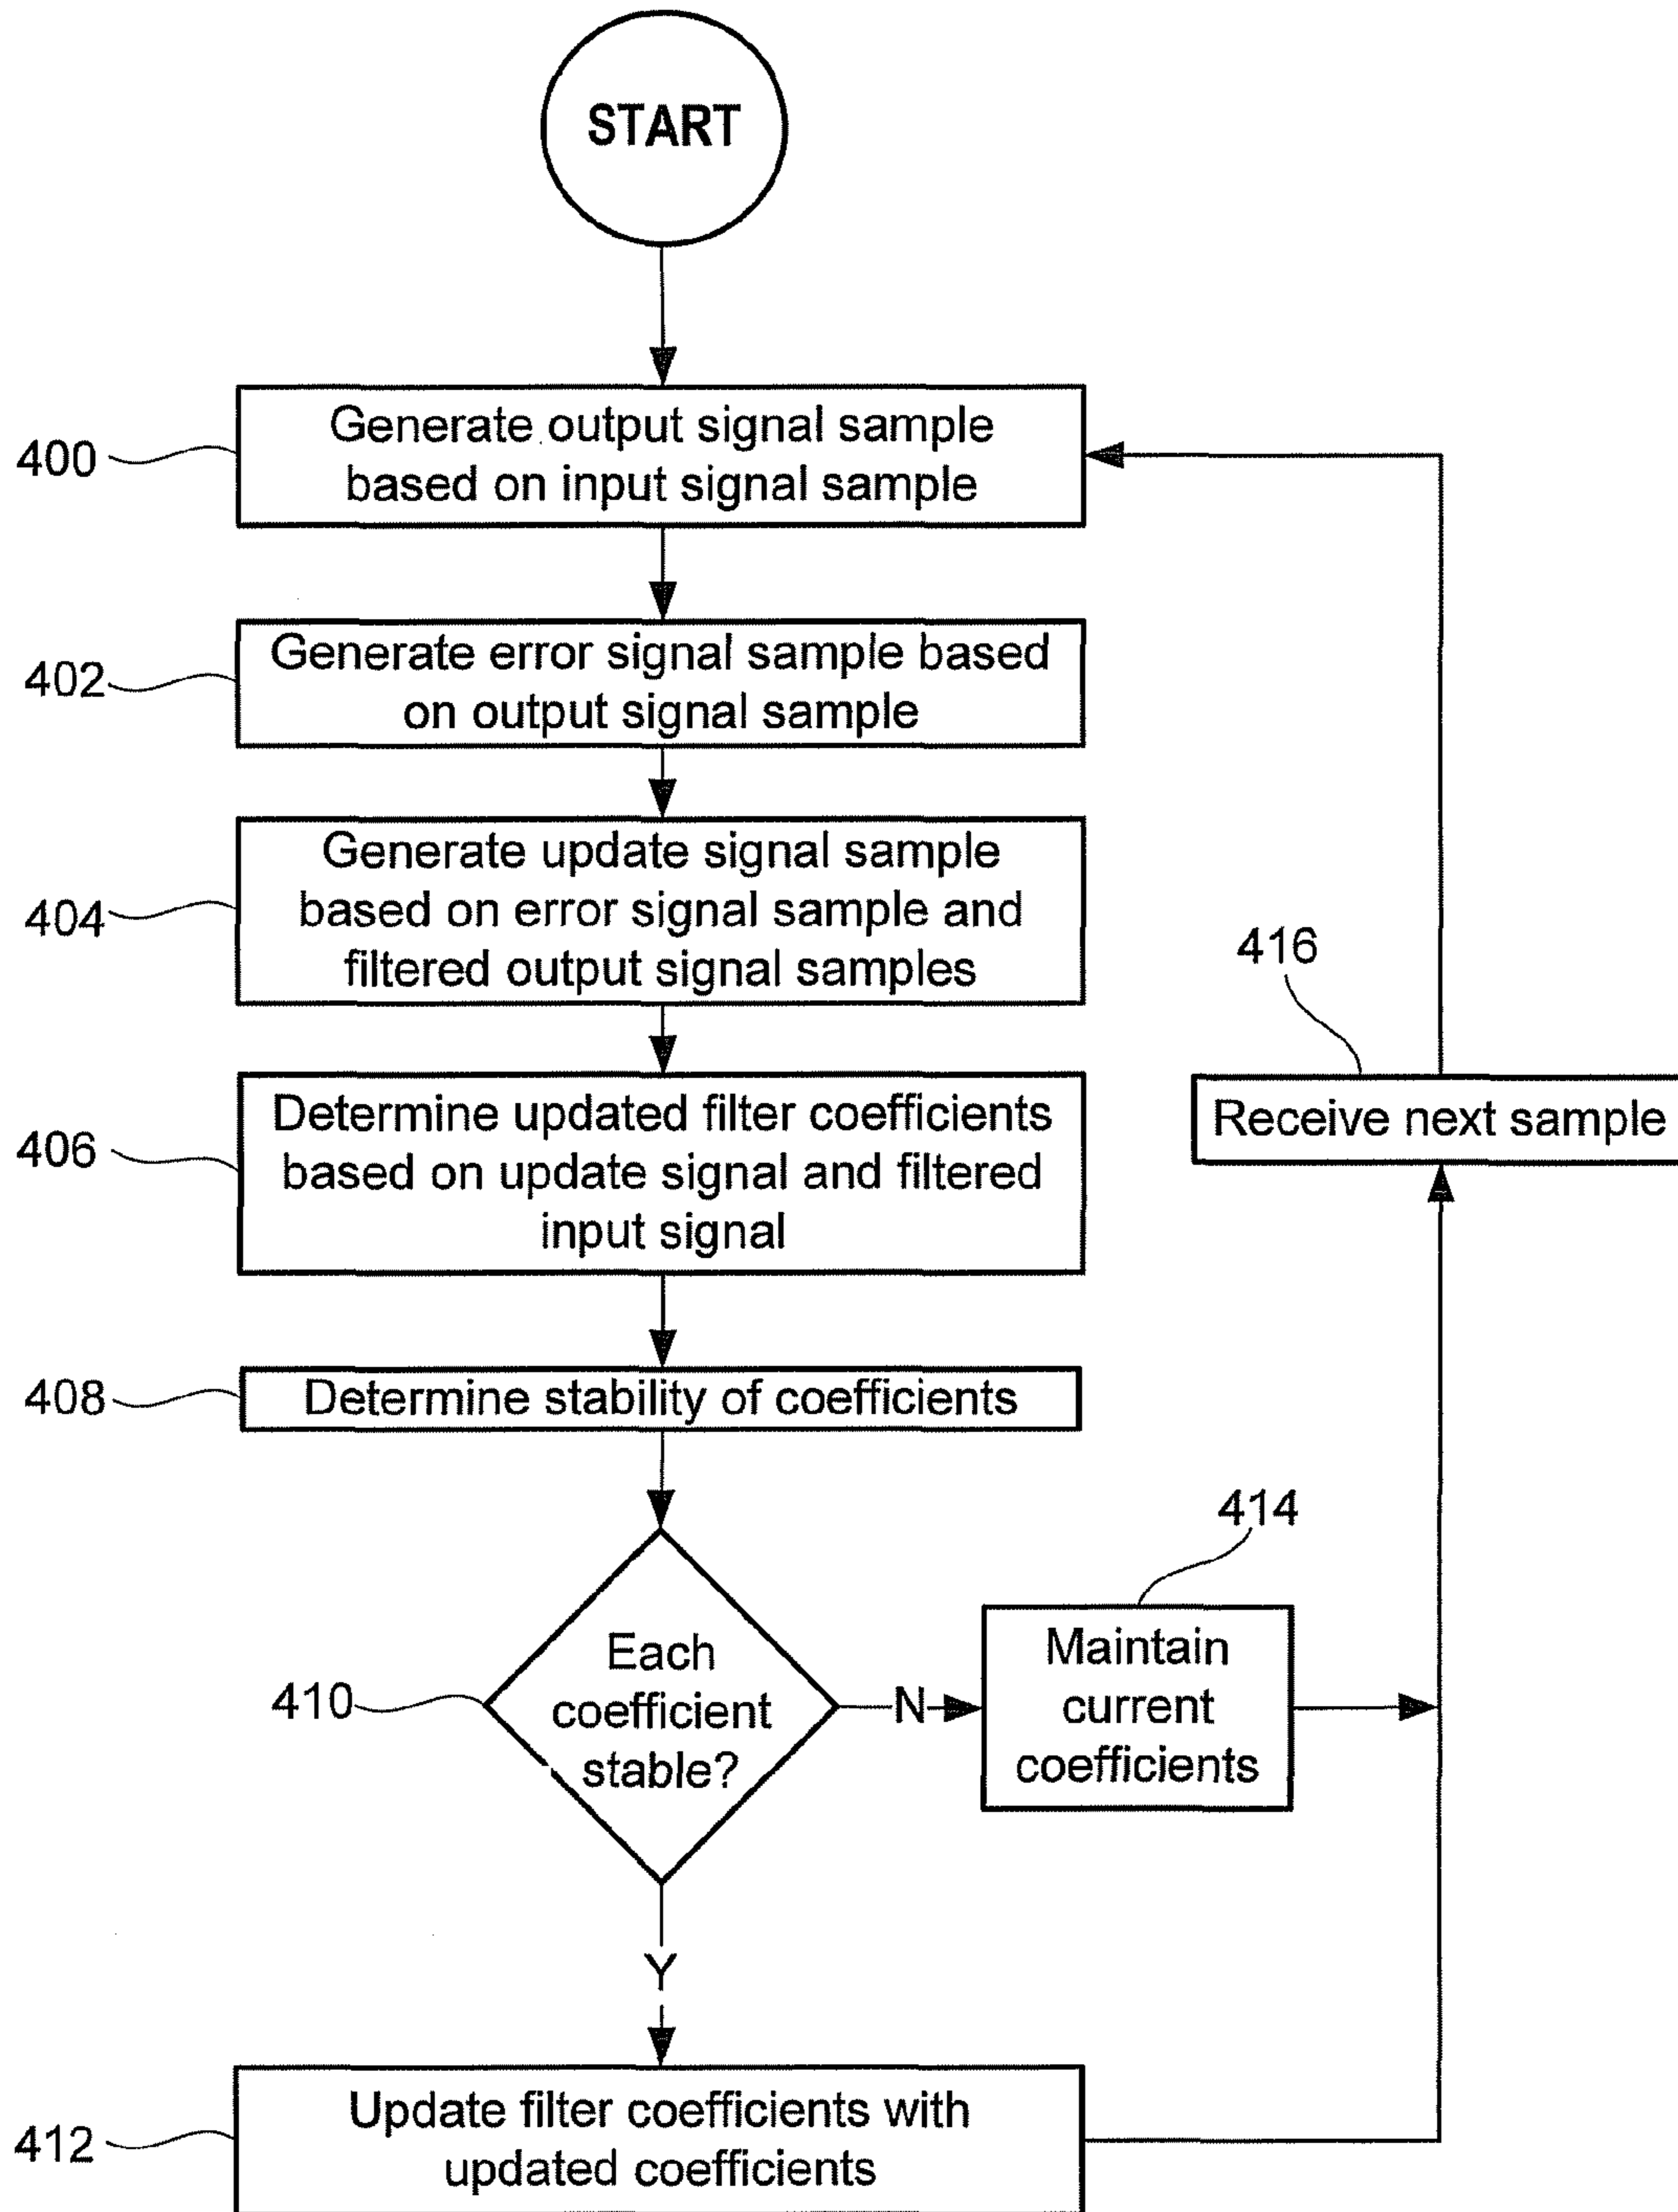 START
400
Generate output signal sample
based on input signal sample
402
Generate error signal sample based
on output signal sample
404
Generate update signal sample
based on error signal sample and
filtered output signal samples
416
Receive next sample
406
Determine updated filter coefficients
based on update signal and filtered
input signal
408
Determine stability of coefficients
410
Each
coefficient
stable?
N
414
Maintain
current
coefficients
Y
412
Update filter coefficients with
updated coefficients